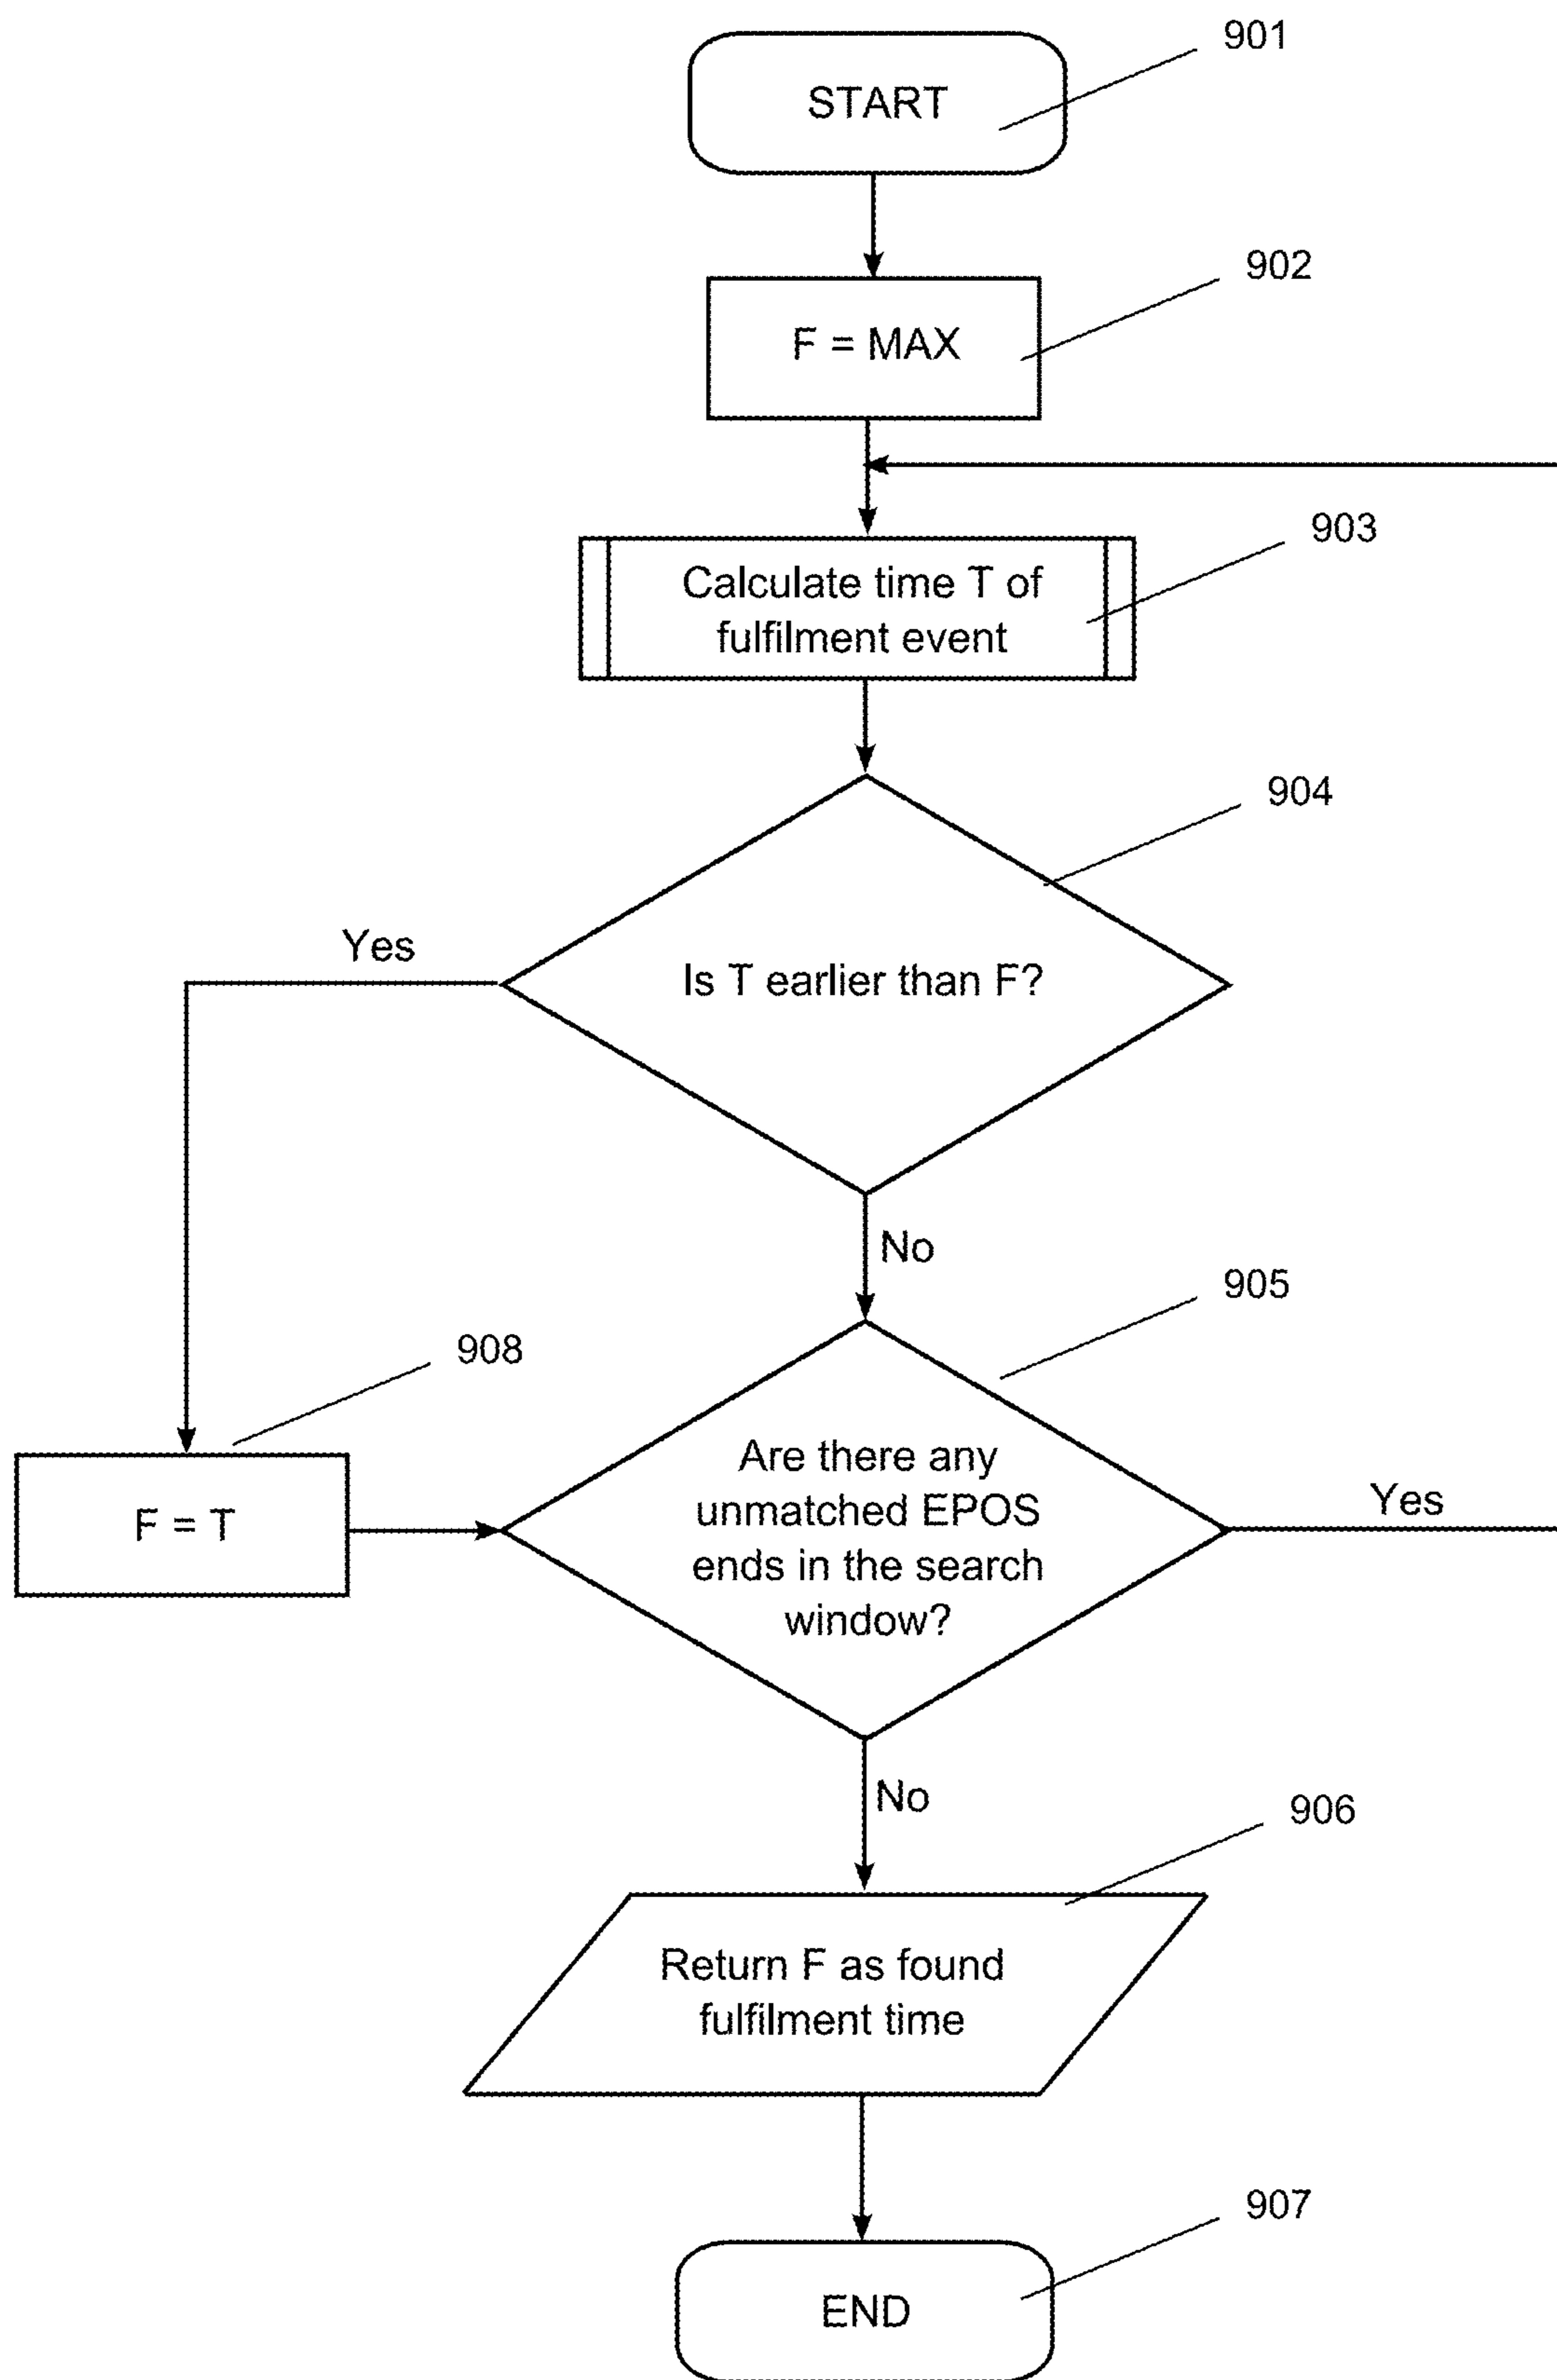 901
START
902
F = MAX
903
Calculate time T of
fulfilment event
904
Yes
Is T earlier than F?
No
905
908
Are there any
unmatched EPOS
ends in the search
window?
Yes
F = T
No
906
Return F as found
fulfilment time
907
END